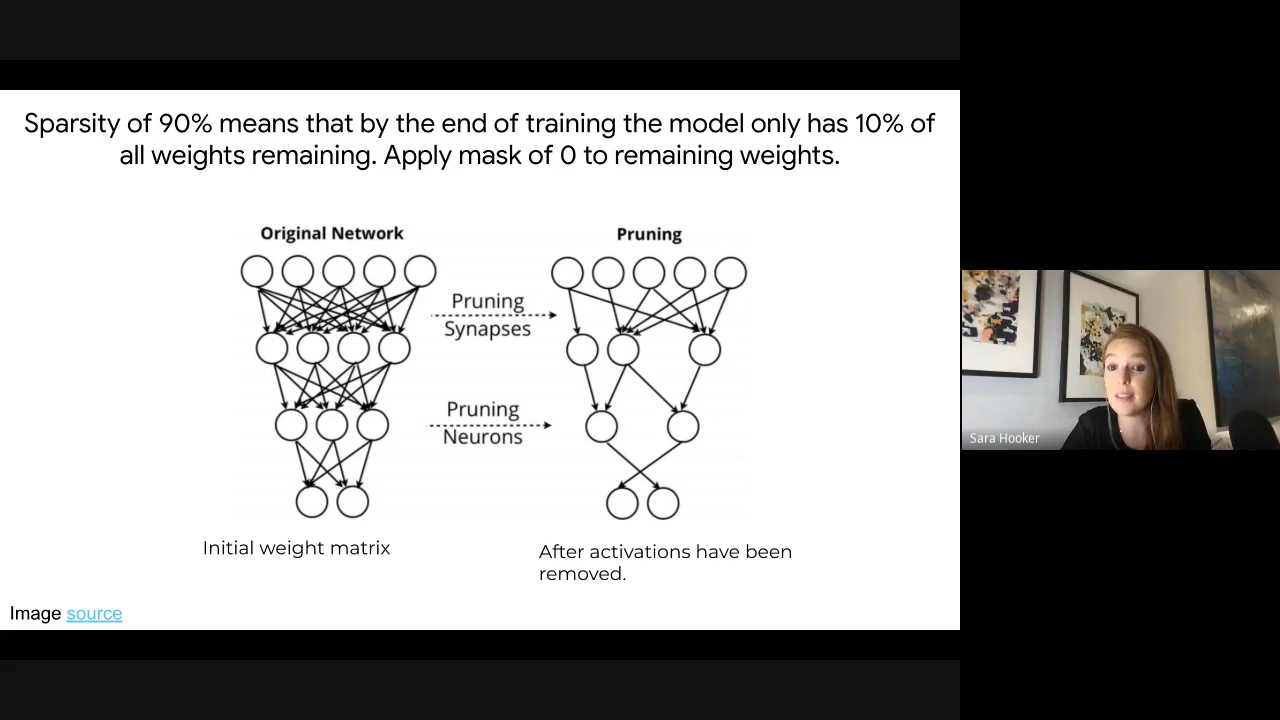 Sparsity of 90% means that by the end of training the model only has 10% of
all weights remaining. Apply mask of 0 to remaining weights.
Original Network
Pruning
Pruning
Synapses
Pruning
Neurons
Initial weight matrix
After activations have been
removed.
Image source
Sara Hooker